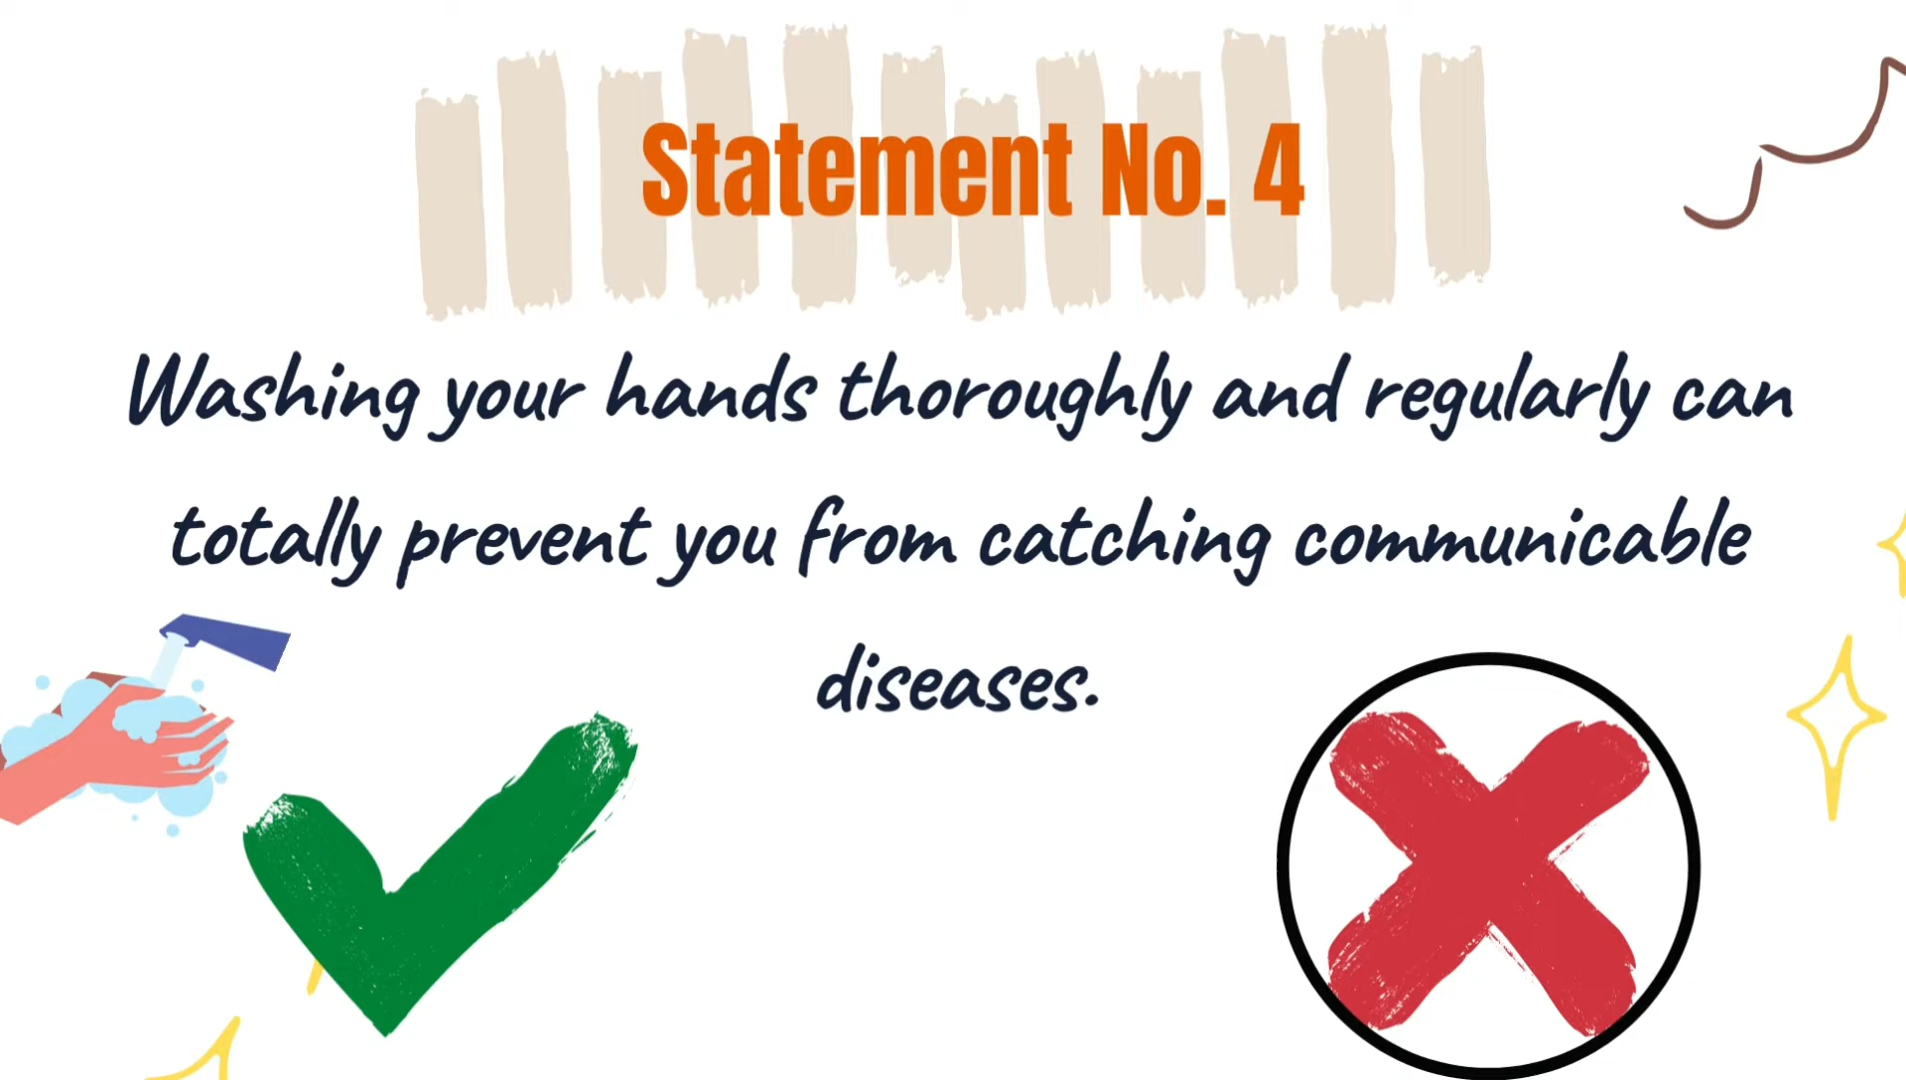 Statement No. 4
Washing your hands thoroughly and regularly can
totally prevent you from catching communicable
diseases.